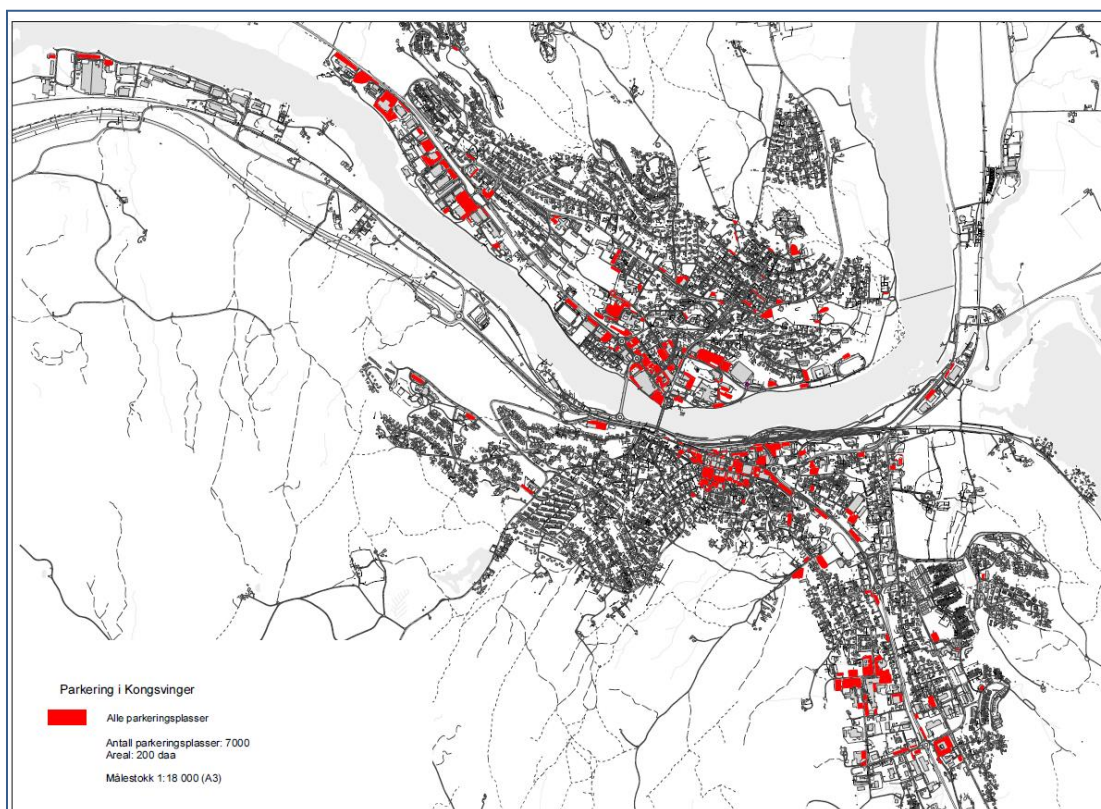 Parkering i Kongsvinger
Alle parkeringsplasser
Antall parkeringsplasser: 7000
Areal: 200 daa
Målestokk 1:18 000 (A3)